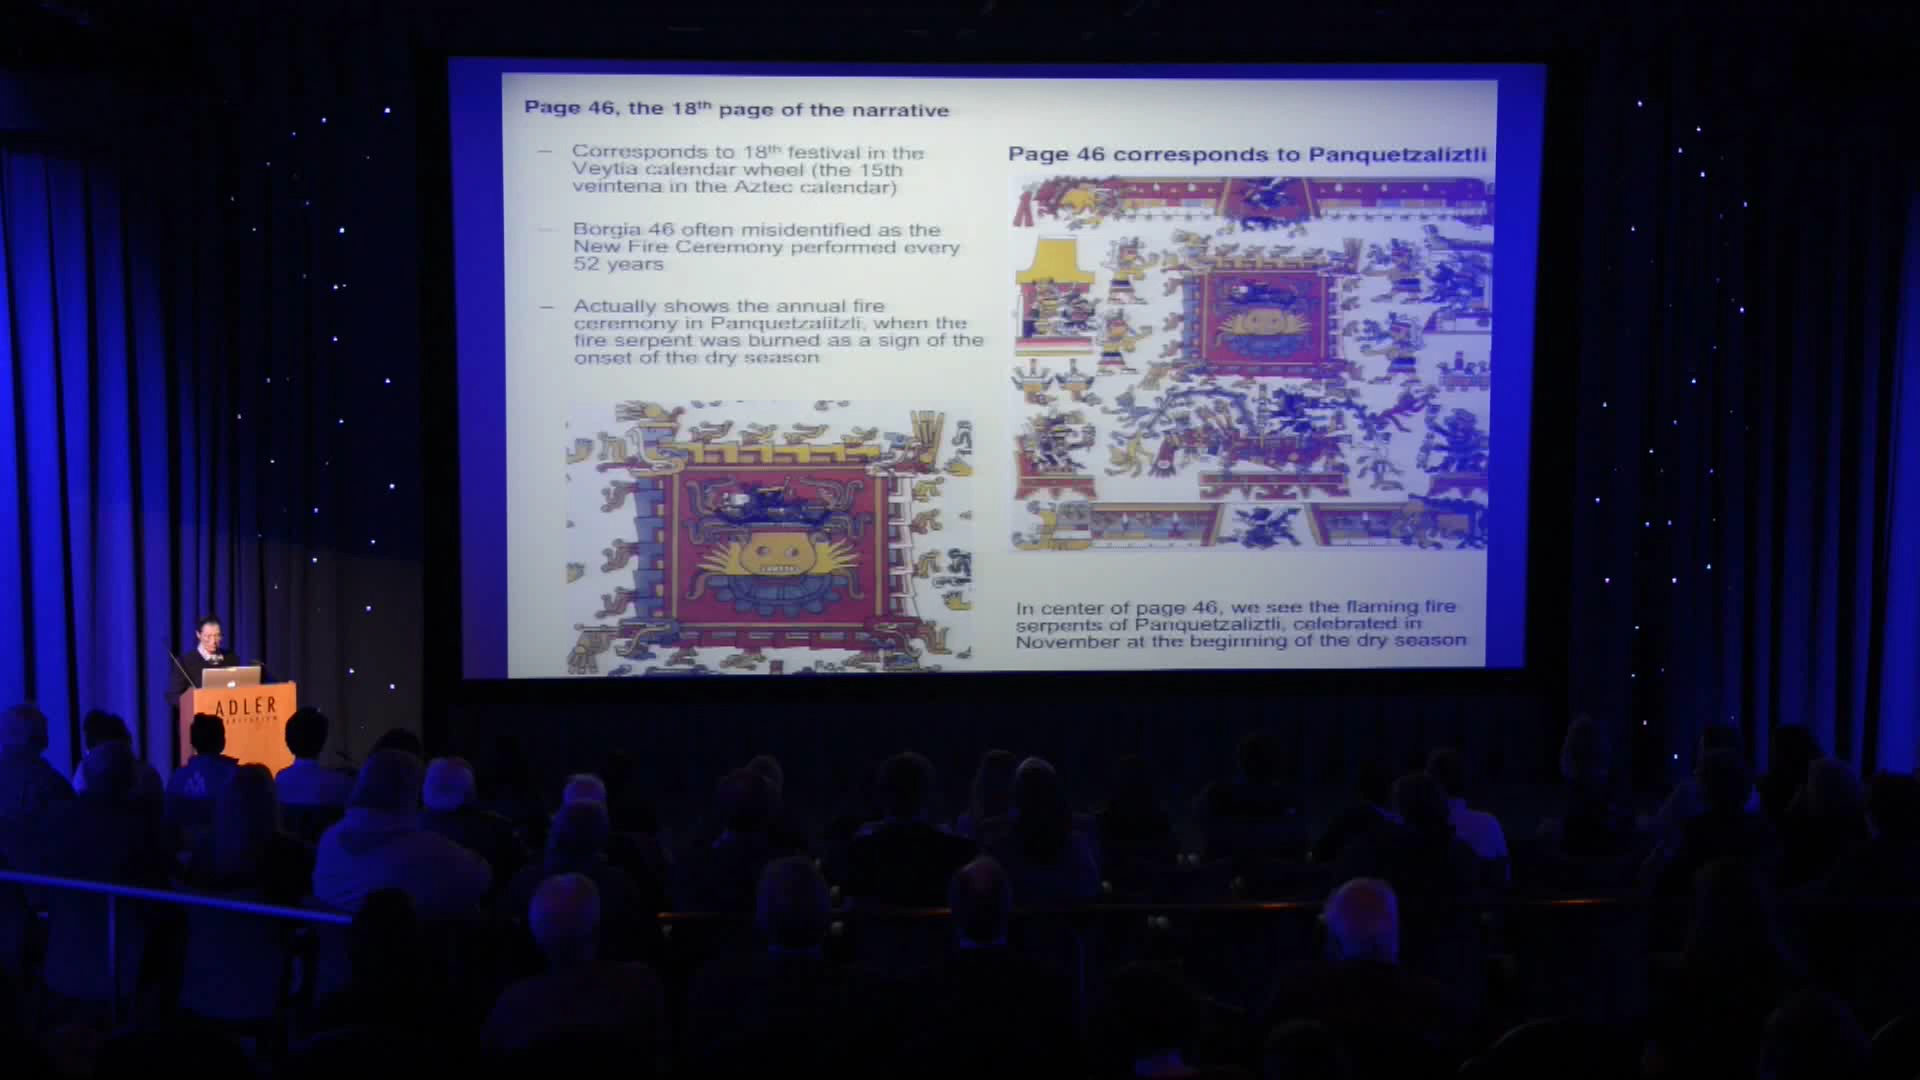 Page 46, the 18th page of the narrative
– Corresponds to 18th festival in the
Veytia calendar wheel (the 15th
veintena in the Aztec calendar)
– Borgia 46 often misidentified as the
New Fire Ceremony performed every
52 years
– Actually shows the annual fire
ceremony in Panquetzalitzli, when the
fire serpent was burned as a sign of the
onset of the dry season
Page 46 corresponds to Panquetzaliztli
In center of page 46, we see the flaming fire
serpents of Panquetzaliztli, celebrated in
November at the beginning of the dry season
ADLER